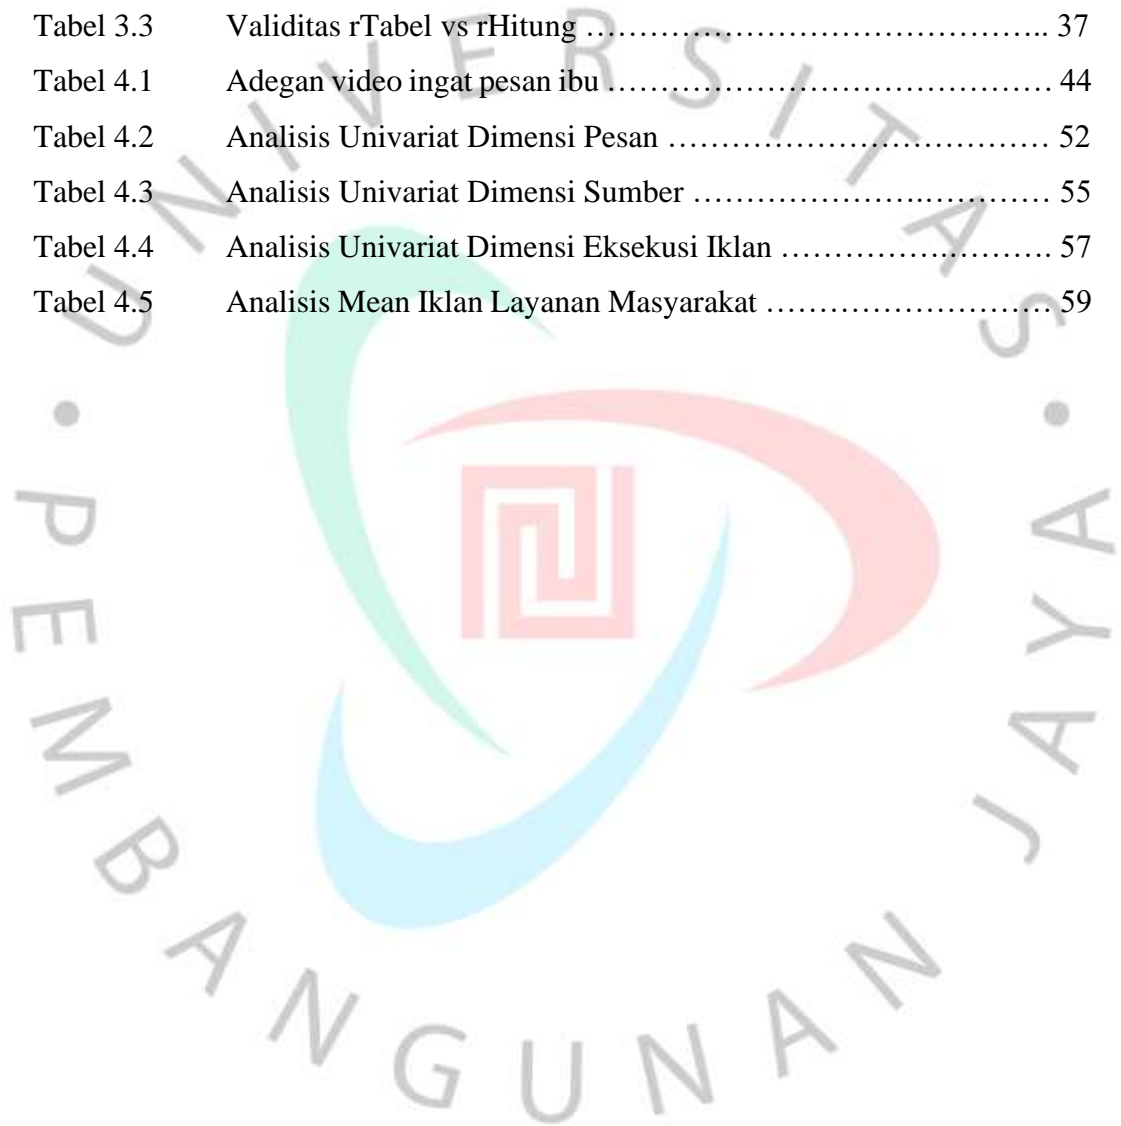 Tabel 3.3 Validitas rTabel vs rHitung …………………………………….. 37
Tabel 4.1 Adegan video ingat pesan ibu …………………………………… 44
Tabel 4.2 Analisis Univariat Dimensi Pesan ……………………………… 52
Tabel 4.3 Analisis Univariat Dimensi Sumber ………………….………… 55
Tabel 4.4 Analisis Univariat Dimensi Eksekusi Iklan …………….………. 57
Tabel 4.5 Analisis Mean Iklan Layanan Masyarakat ……………………… 59
UNIVERSITAS • PEMBANGUNAN JAYA •